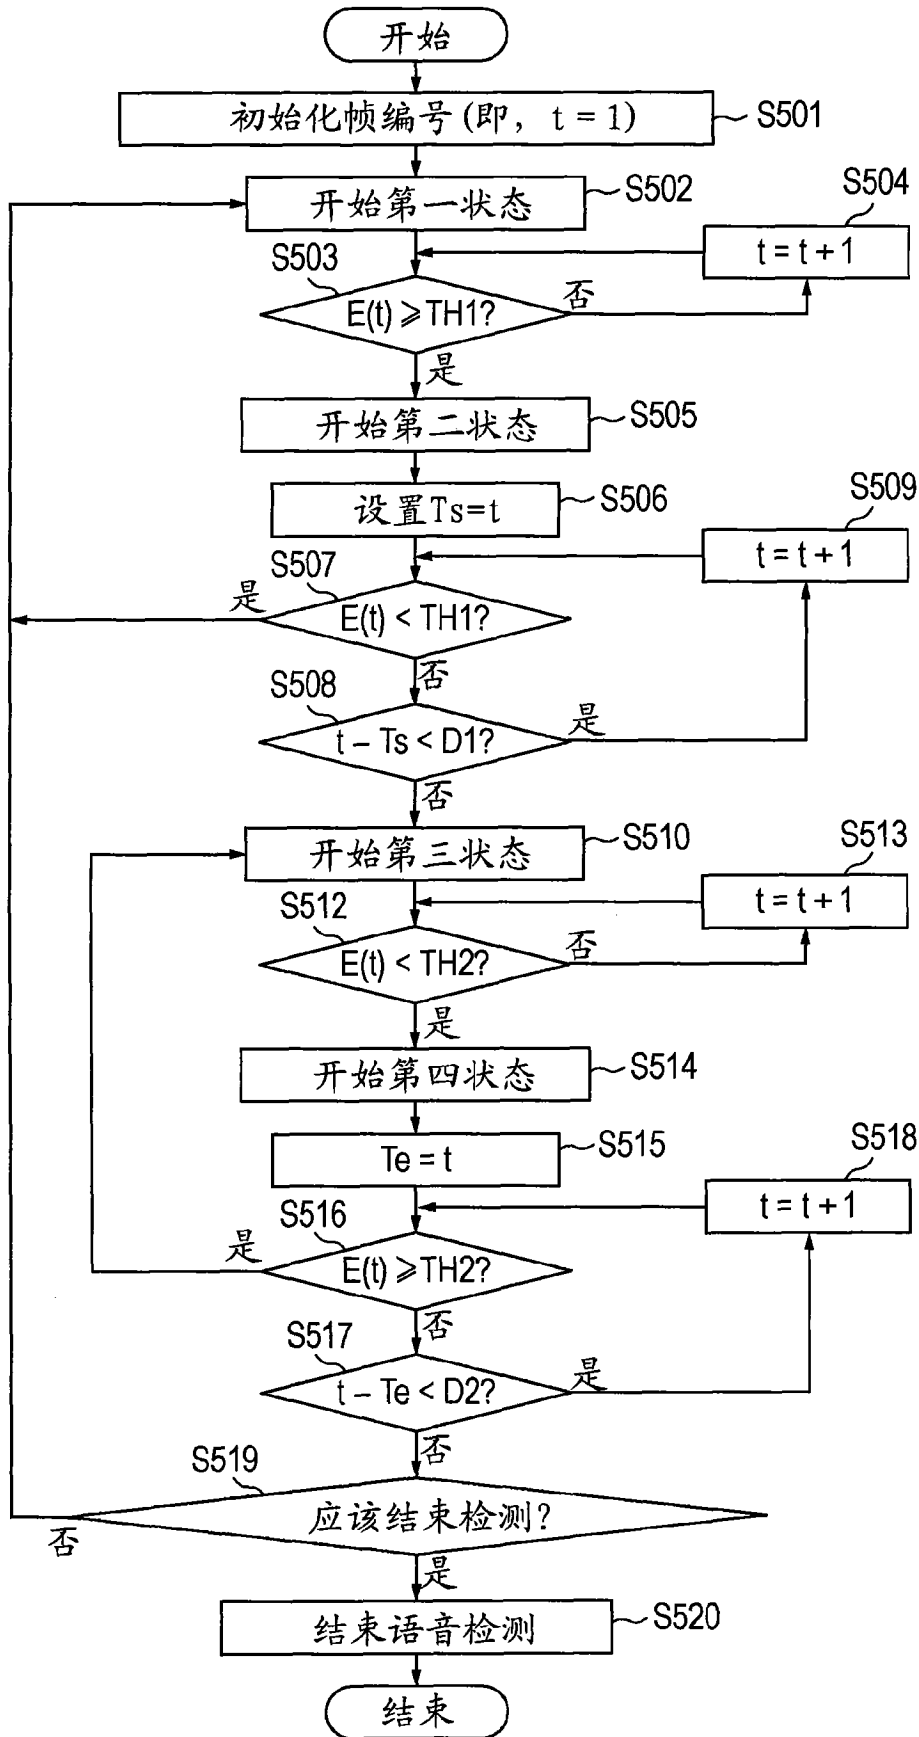 开始
初始化帧编号(即, t = 1)
S501
开始第一状态
S502
S504
t = t + 1
S503
E(t) ⩾ TH1?
否
是
开始第二状态
S505
设置Ts=t
S506
S509
t = t + 1
S507
是
E(t) < TH1?
否
S508
t – Ts < D1?
是
否
开始第三状态
S510
S513
t = t + 1
S512
E(t) < TH2?
否
是
开始第四状态
S514
Te = t
S515
S518
t = t + 1
S516
是
E(t) ⩾ TH2?
否
S517
t – Te < D2?
是
否
S519
应该结束检测?
否
是
结束语音检测
S520
结束